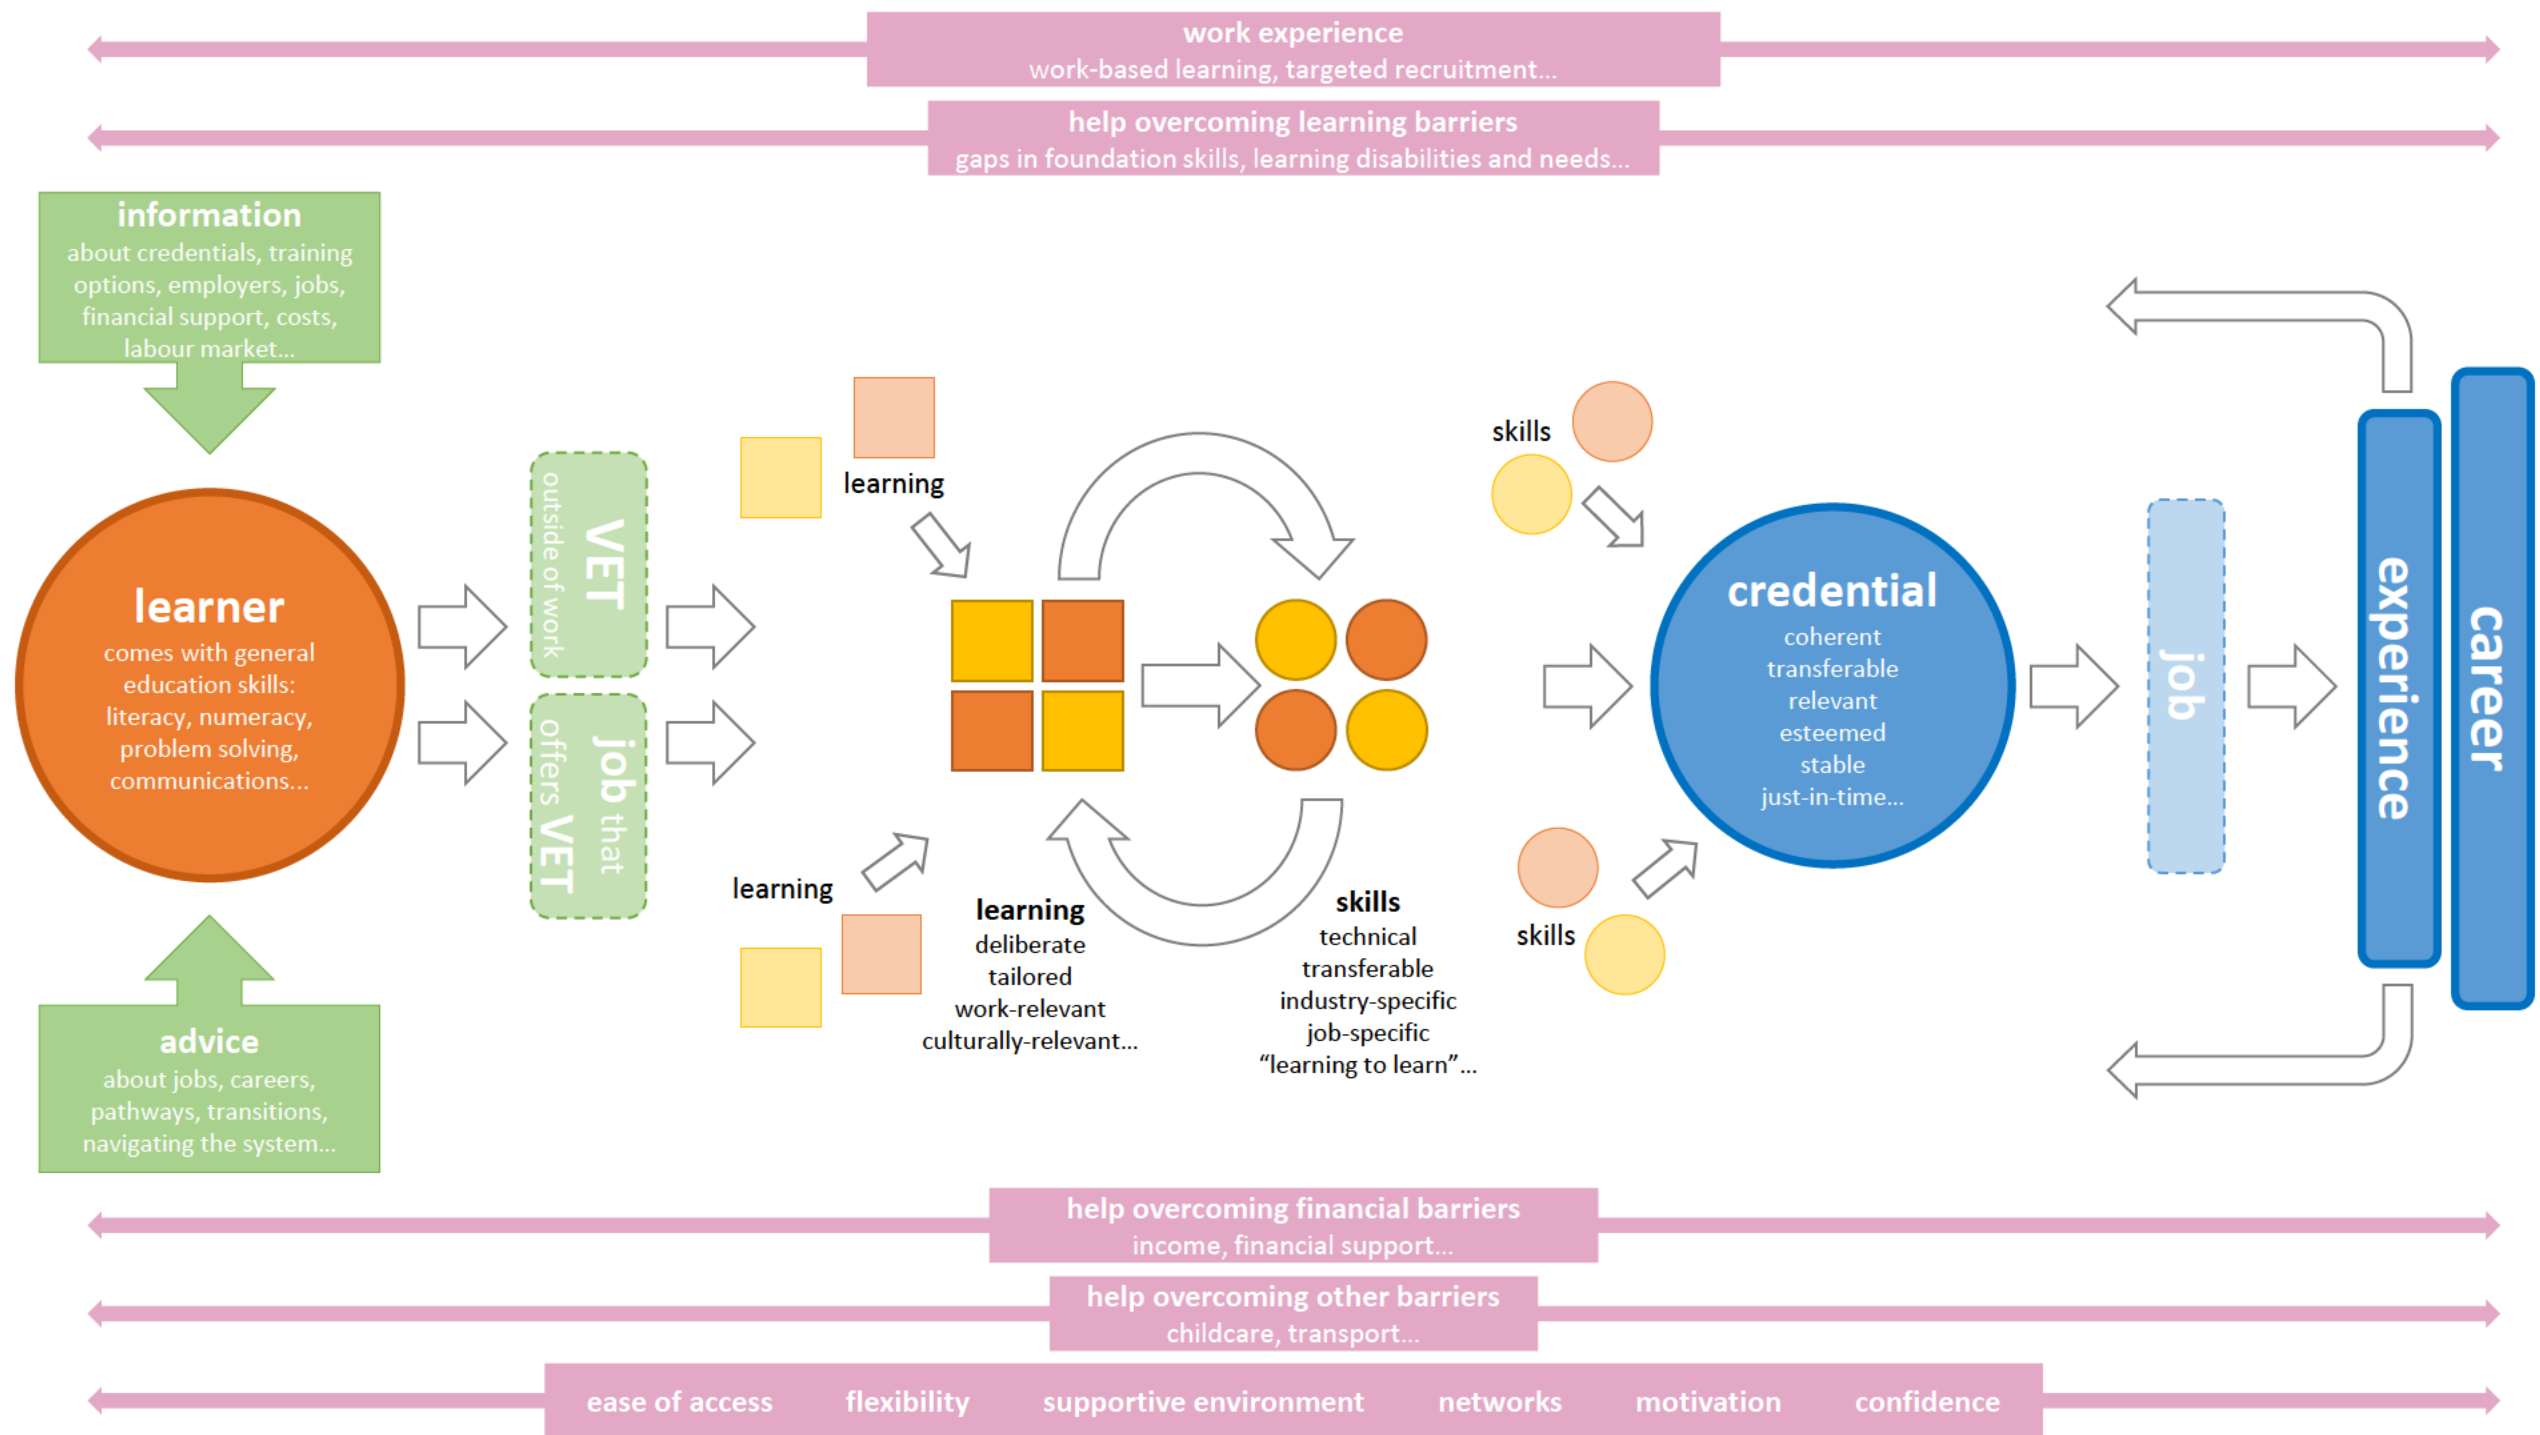 work experience
work-based learning, targeted recruitment...
help overcoming learning barriers
gaps in foundation skills, learning disabilities and needs...
information
about credentials, training
options, employers, jobs,
financial support, costs,
labour market...
learner
comes with general
education skills:
literacy, numeracy,
problem solving,
communications...
advice
about jobs, careers,
pathways, transitions,
navigating the system...
VET
outside of work
job that
offers VET
learning
learning
learning
deliberate
tailored
work-relevant
culturally-relevant...
skills
technical
transferable
industry-specific
job-specific
“learning to learn”...
skills
skills
credential
coherent
transferable
relevant
esteemed
stable
just-in-time...
job
experience
career
help overcoming financial barriers
income, financial support...
help overcoming other barriers
childcare, transport...
ease of access flexibility supportive environment networks motivation confidence